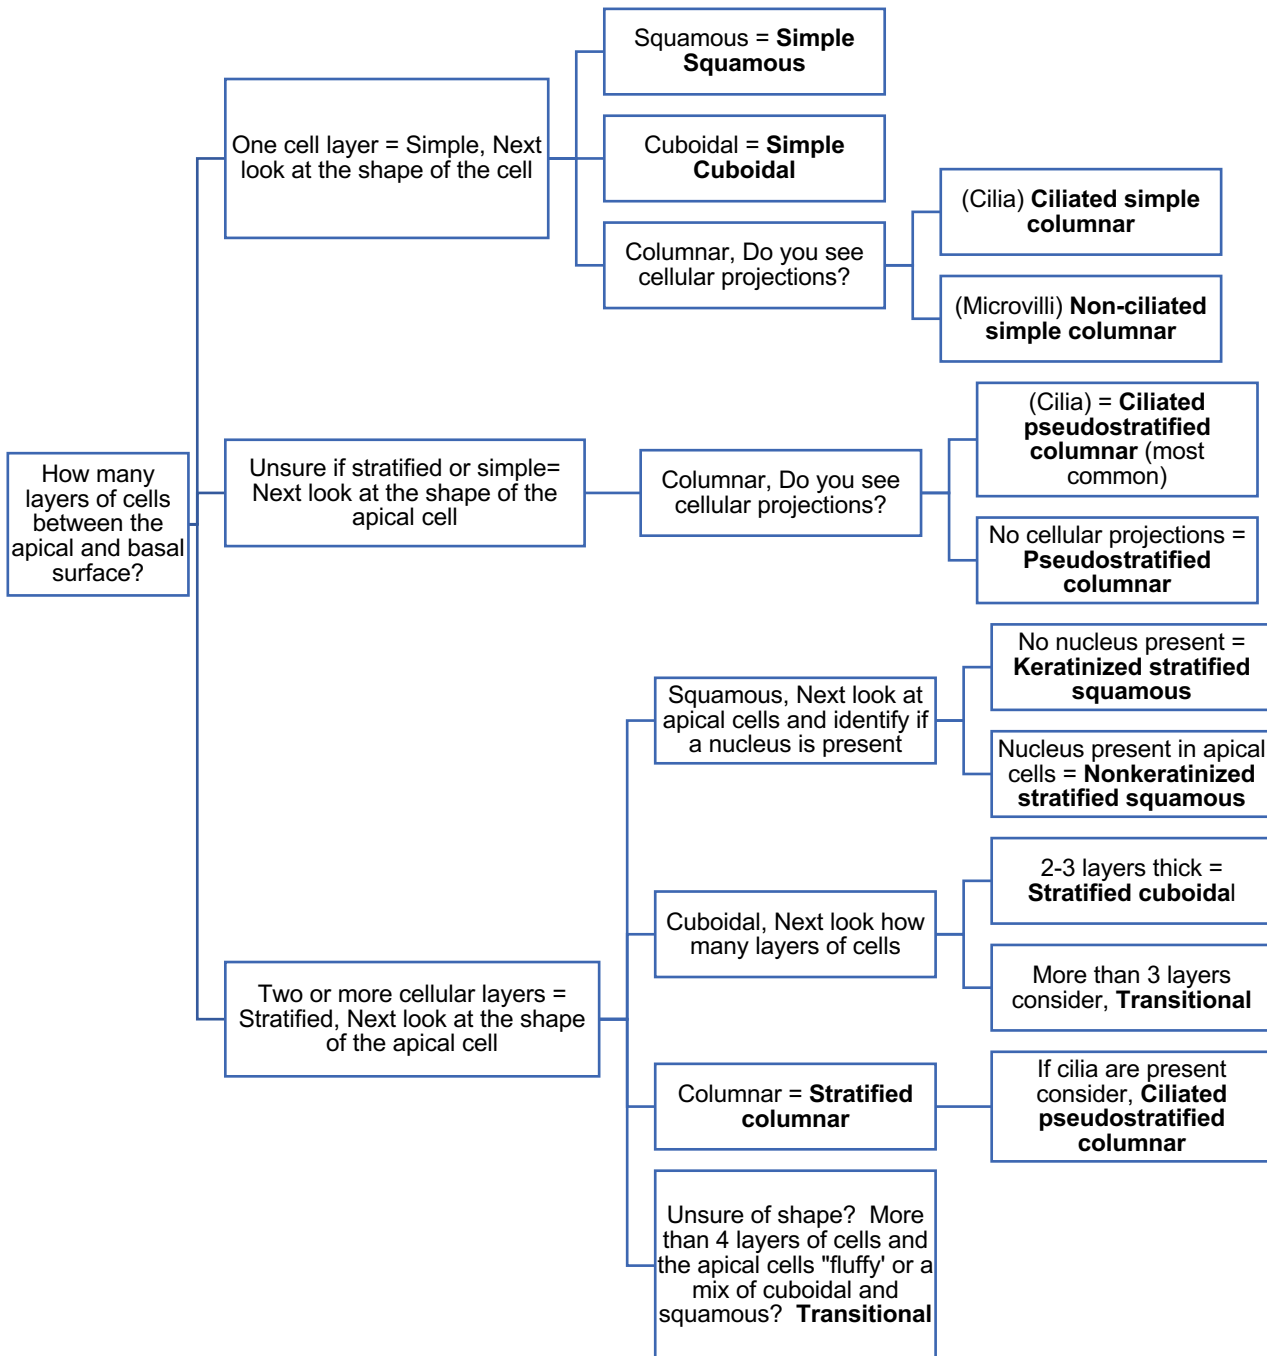 How many
layers of cells
between the
apical and basal
surface?
One cell layer = Simple, Next
look at the shape of the cell
Squamous = Simple
Squamous
Cuboidal = Simple
Cuboidal
Columnar, Do you see
cellular projections?
(Cilia) Ciliated simple
columnar
(Microvilli) Non-ciliated
simple columnar
Unsure if stratified or simple=
Next look at the shape of the
apical cell
Columnar, Do you see
cellular projections?
(Cilia) = Ciliated
pseudostratified
columnar (most
common)
No cellular projections =
Pseudostratified
columnar
Two or more cellular layers =
Stratified, Next look at the shape
of the apical cell
Squamous, Next look at
apical cells and identify if
a nucleus is present
No nucleus present =
Keratinized stratified
squamous
Nucleus present in apical
cells = Nonkeratinized
stratified squamous
Cuboidal, Next look how
many layers of cells
2-3 layers thick =
Stratified cuboidal
More than 3 layers
consider, Transitional
Columnar = Stratified
columnar
If cilia are present
consider, Ciliated
pseudostratified
columnar
Unsure of shape?  More
than 4 layers of cells and
the apical cells "fluffy' or a
mix of cuboidal and
squamous?  Transitional